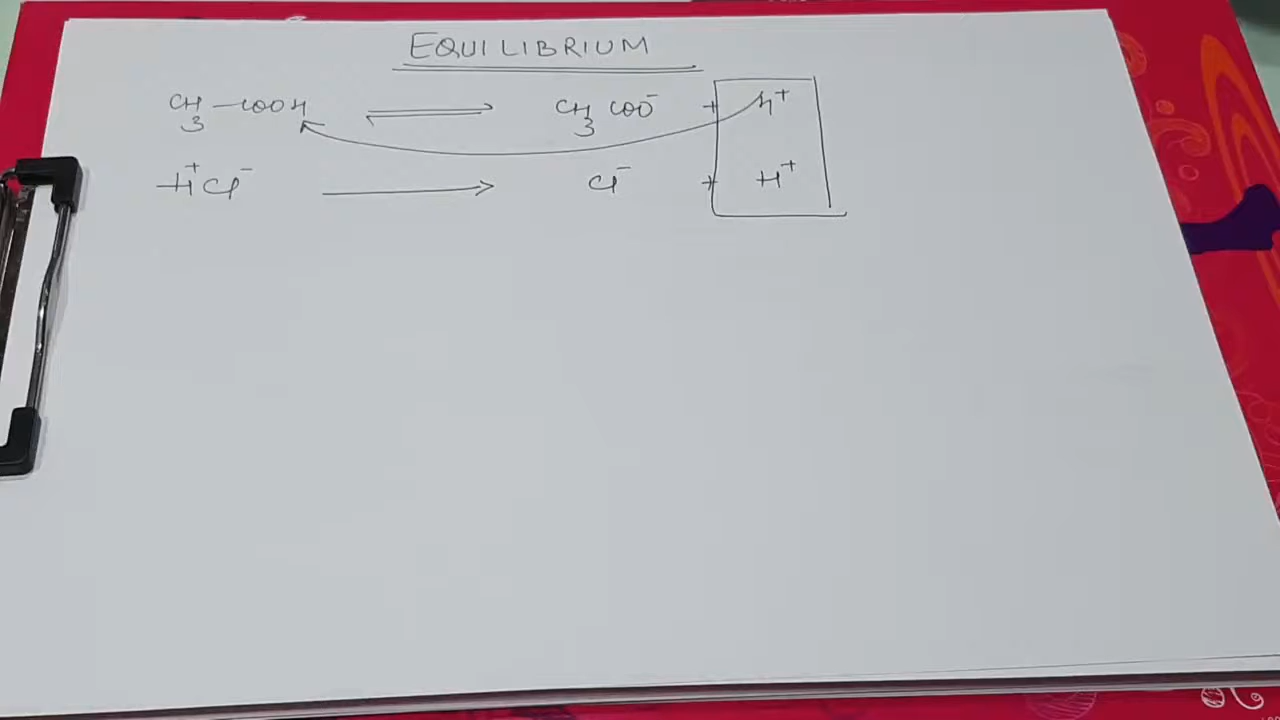 EQUILIBRIUM
CH₃-COOH ⇌ CH₃COO⁻ + H⁺
H⁺Cl⁻ → Cl⁻ + H⁺